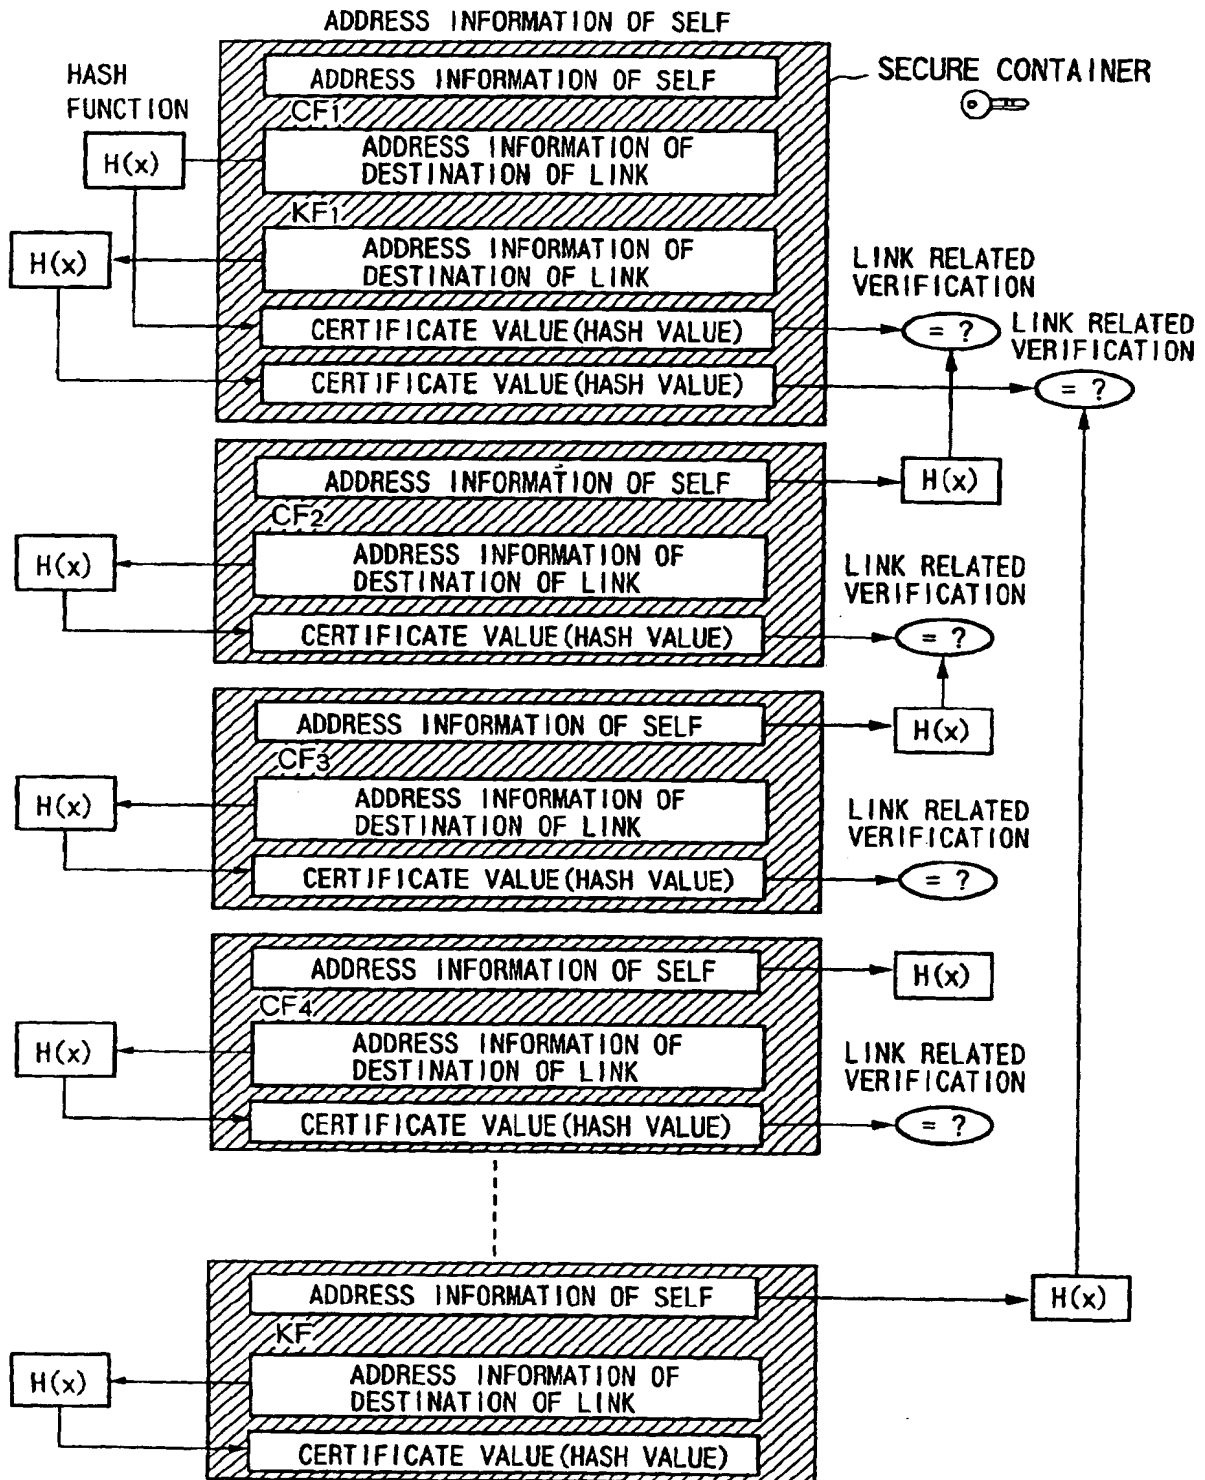 ADDRESS INFORMATION OF SELF
HASH
FUNCTION
ADDRESS INFORMATION OF SELF
SECURE CONTAINER
CF1
H(x)
ADDRESS INFORMATION OF
DESTINATION OF LINK
KF1
H(x)
ADDRESS INFORMATION OF
DESTINATION OF LINK
LINK RELATED
VERIFICATION
CERTIFICATE VALUE(HASH VALUE)
= ?
LINK RELATED
VERIFICATION
CERTIFICATE VALUE(HASH VALUE)
= ?
ADDRESS INFORMATION OF SELF
H(x)
CF2
H(x)
ADDRESS INFORMATION OF
DESTINATION OF LINK
LINK RELATED
VERIFICATION
CERTIFICATE VALUE(HASH VALUE)
= ?
ADDRESS INFORMATION OF SELF
H(x)
CF3
H(x)
ADDRESS INFORMATION OF
DESTINATION OF LINK
LINK RELATED
VERIFICATION
CERTIFICATE VALUE(HASH VALUE)
= ?
ADDRESS INFORMATION OF SELF
H(x)
CF4
H(x)
ADDRESS INFORMATION OF
DESTINATION OF LINK
LINK RELATED
VERIFICATION
CERTIFICATE VALUE(HASH VALUE)
= ?
ADDRESS INFORMATION OF SELF
H(x)
KF
H(x)
ADDRESS INFORMATION OF
DESTINATION OF LINK
CERTIFICATE VALUE(HASH VALUE)